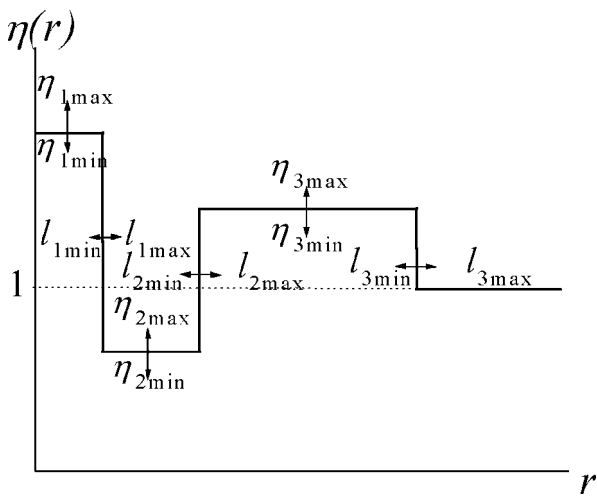 η(r)
η1max
η1min
η3max
η3min
l1min l1max
l2min l2max
l3min l3max
1
η2max
η2min
r